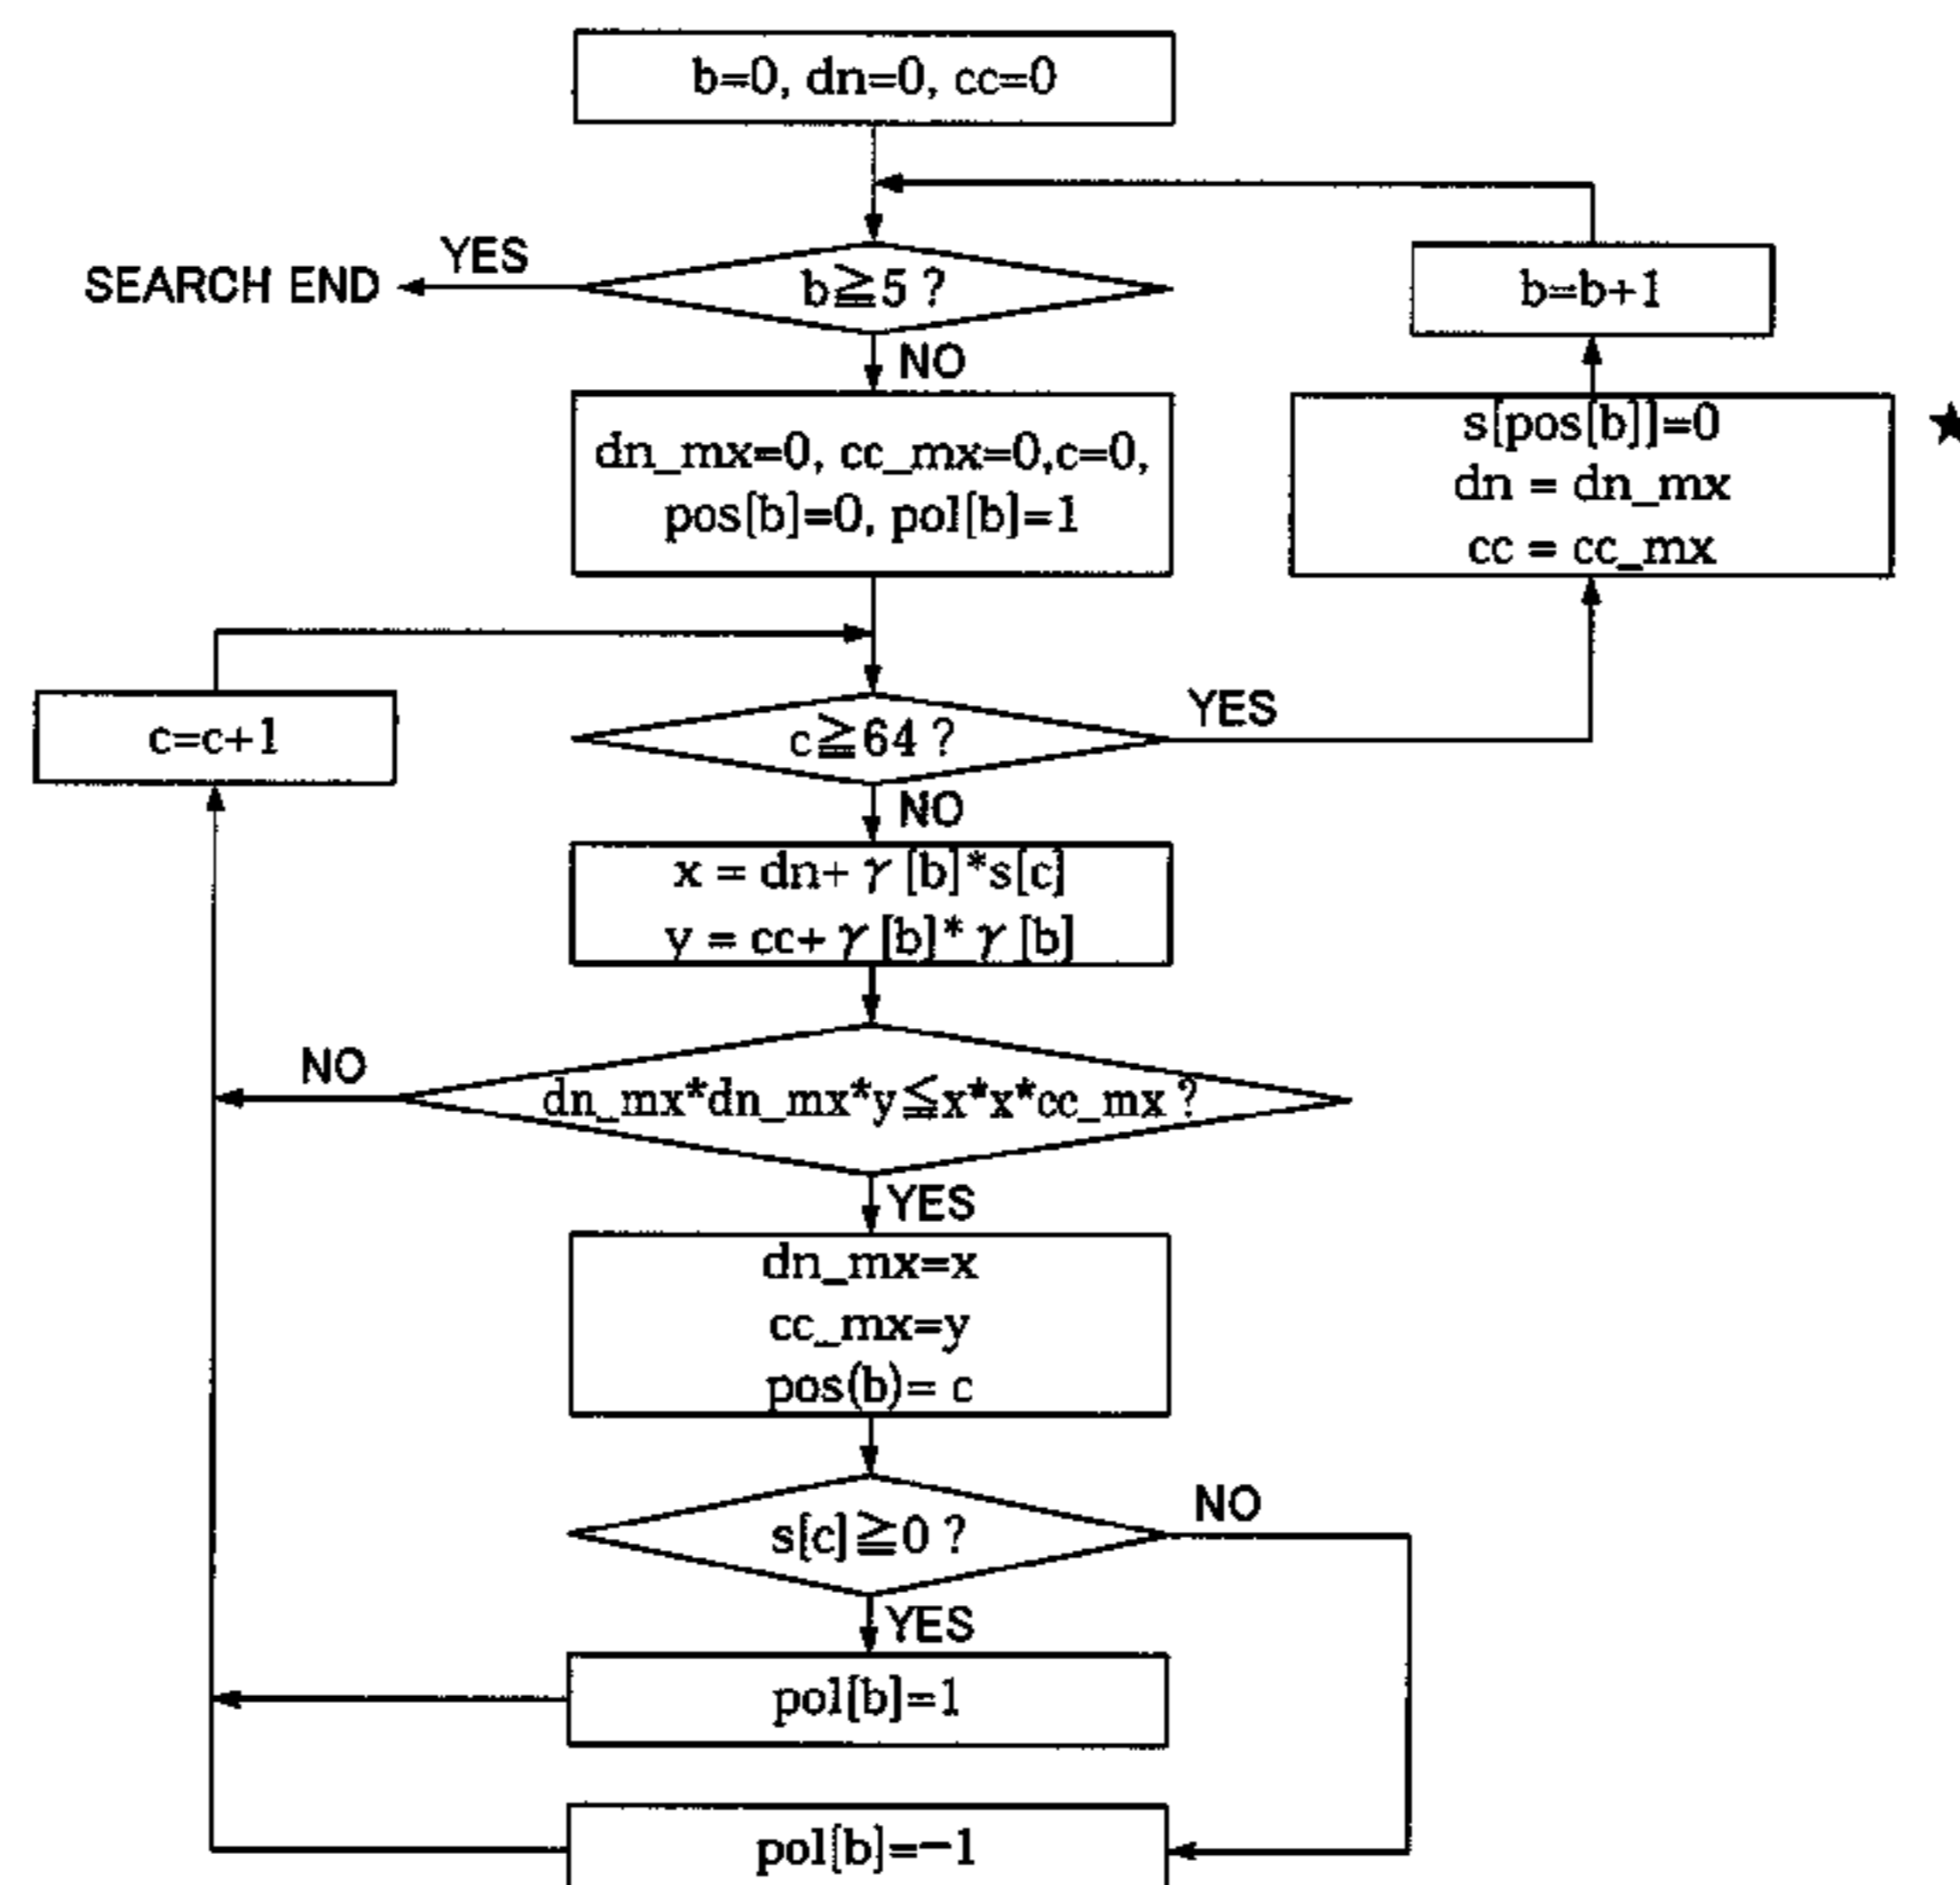 b=0, dn=0, cc=0
YES
SEARCH END
b≧5 ?
b=b+1
NO
dn_mx=0, cc_mx=0,c=0,
pos[b]=0, pol[b]=1
s[pos[b]]=0
dn = dn_mx
cc = cc_mx
★
c=c+1
c≧64 ?
YES
NO
x = dn+ γ [b]*s[c]
y = cc+ γ [b]* γ [b]
NO
dn_mx*dn_mx*y≦x*x*cc_mx ?
YES
dn_mx=x
cc_mx=y
pos(b)= c
s[c]≧0 ?
NO
YES
pol[b]=1
pol[b]=−1